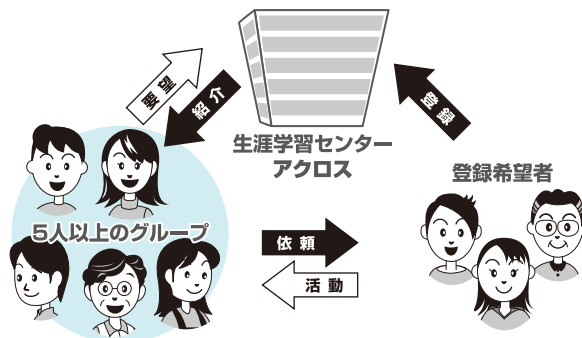 要望
紹介
登録
生涯学習センター
アクロス
登録希望者
5人以上のグループ
依頼
活動